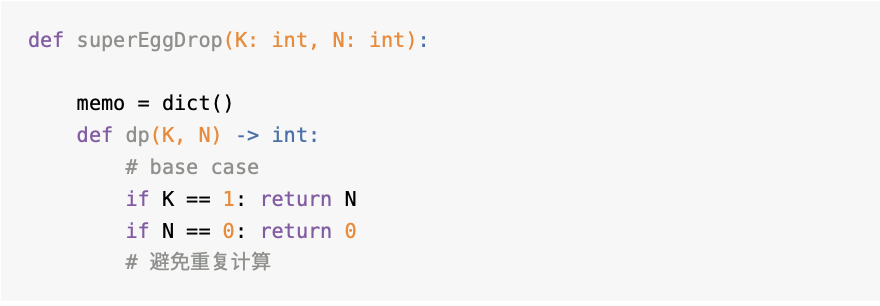 def superEggDrop(K: int, N: int):
    memo = dict()
    def dp(K, N) -> int:
        # base case
        if K == 1: return N
        if N == 0: return 0
        # 避免重复计算